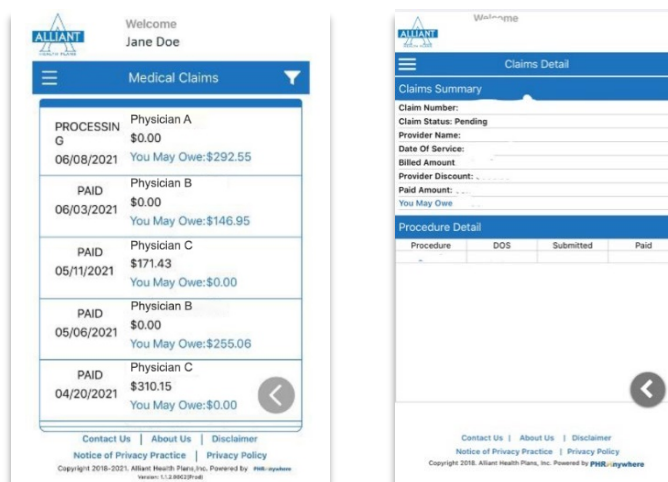 ALLIANT
HEALTH PLANS
Welcome
Jane Doe
Medical Claims
PROCESSIN
G
06/08/2021
Physician A
$0.00
You May Owe:$292.55
PAID
06/03/2021
Physician B
$0.00
You May Owe:$146.95
PAID
05/11/2021
Physician C
$171.43
You May Owe:$0.00
PAID
05/06/2021
Physician B
$0.00
You May Owe:$255.06
PAID
04/20/2021
Physician C
$310.15
You May Owe:$0.00
Contact Us | About Us | Disclaimer
Notice of Privacy Practice | Privacy Policy
Copyright 2018-2021. Alliant Health Plans,Inc. Powered by PHRAnywhere
ALLIANT
HEALTH PLANS
Welcome
Claims Detail
Claims Summary
Claim Number:
Claim Status: Pending
Provider Name:
Date Of Service:
Billed Amount
Provider Discount:
Paid Amount:
You May Owe
Procedure Detail
Procedure DOS Submitted Paid
Contact Us | About Us | Disclaimer
Notice of Privacy Practice | Privacy Policy
Copyright 2018. Alliant Health Plans, Inc. Powered by PHRAnywhere